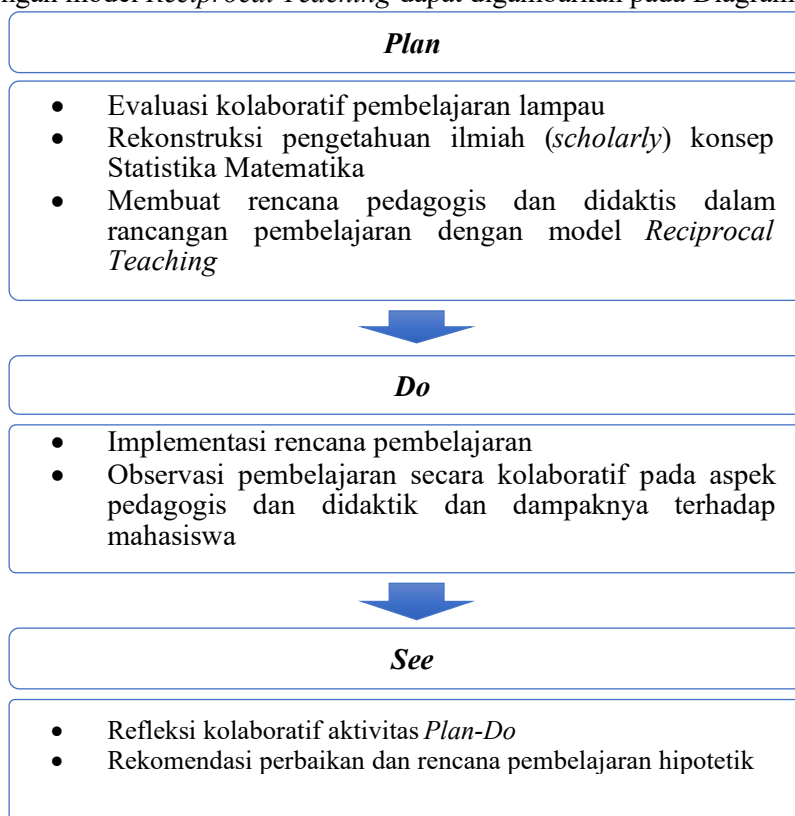 ngan model Reciprocal Teaching dapat digambarkan pada Diagram
Plan
• Evaluasi kolaboratif pembelajaran lampau
• Rekonstruksi pengetahuan ilmiah (scholarly) konsep
Statistika Matematika
• Membuat rencana pedagogis dan didaktis dalam
rancangan pembelajaran dengan model Reciprocal
Teaching
Do
• Implementasi rencana pembelajaran
• Observasi pembelajaran secara kolaboratif pada aspek
pedagogis dan didaktik dan dampaknya terhadap
mahasiswa
See
• Refleksi kolaboratif aktivitas Plan-Do
• Rekomendasi perbaikan dan rencana pembelajaran hipotetik